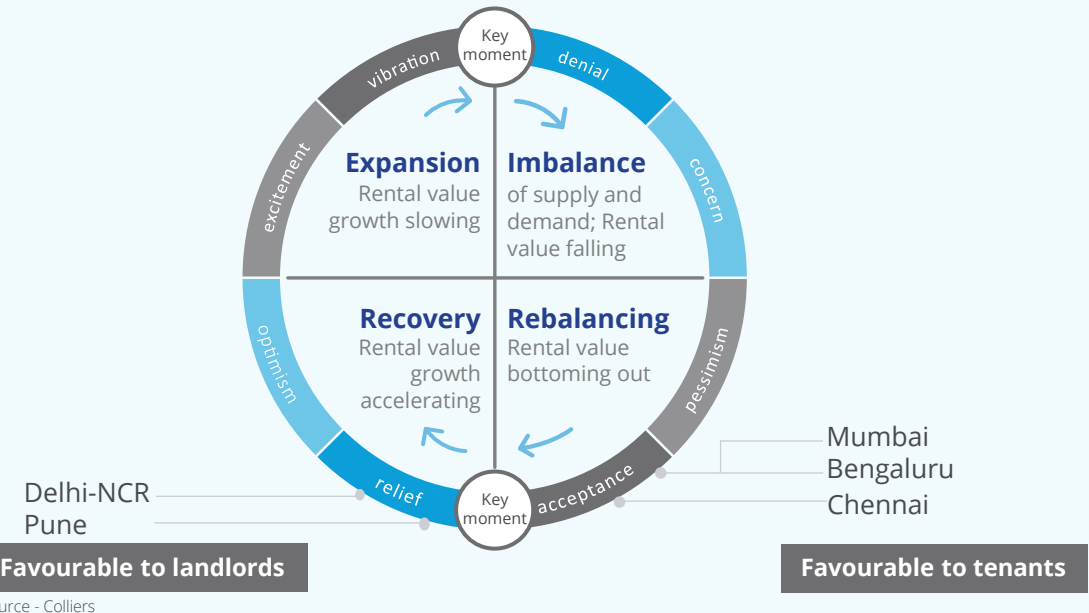 Key
moment
vibration
denial
excitement
concern
Expansion
Rental value
growth slowing
Imbalance
of supply and
demand; Rental
value falling
Recovery
Rental value
growth
accelerating
Rebalancing
Rental value
bottoming out
optimism
pessimism
relief
acceptance
Key
moment
Mumbai
Bengaluru
Chennai
Delhi-NCR
Pune
Favourable to landlords
Favourable to tenants
urce - Colliers